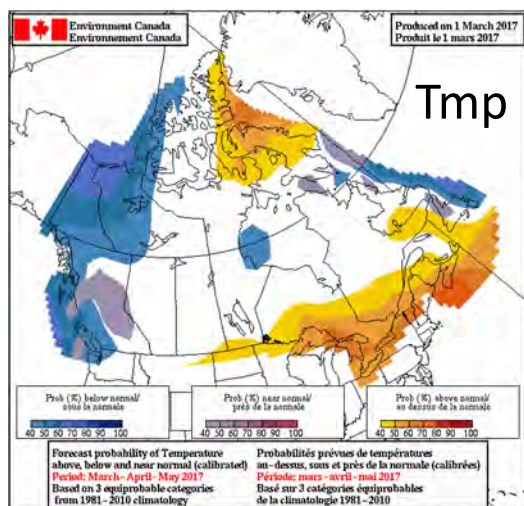 Environment Canada
Environnement Canada
Produced on 1 March 2017
Produit le 1 mars 2017
Tmp
Prob (%) below normal/
sous la normale
40 50 60 70 80 90 100
Prob (%) near normal/
près de la normale
40 50 60 70 80 90 100
Prob (%) above normal/
au dessus de la normale
40 50 60 70 80 90 100
Forecast probability of Temperature
above, below and near normal (calibrated)
Period: March-April-May 2017
Based on 3 equiprobable categories
from 1981-2010 climatology
Probabilités prévues de températures
au-dessus, sous et près de la normale (calibrées)
Période: mars-avril-mai 2017
Basé sur 3 catégories équiprobables
de la climatologie 1981-2010